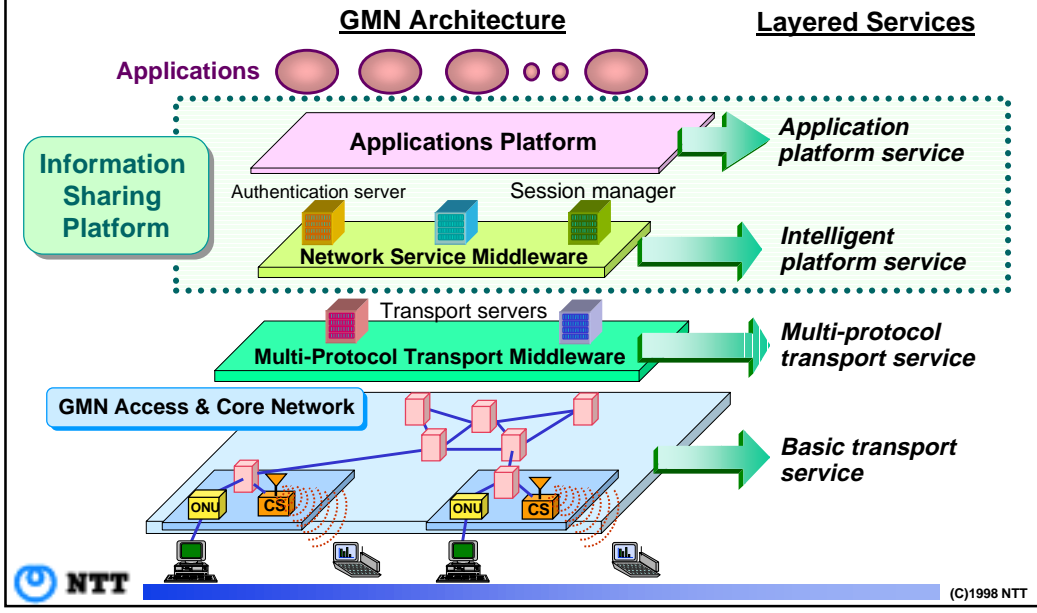 GMN Architecture
Layered Services
Applications
Information
Sharing
Platform
Applications Platform
Application
platform service
Authentication server
Session manager
Network Service Middleware
Intelligent
platform service
Transport servers
Multi-Protocol Transport Middleware
Multi-protocol
transport service
GMN Access & Core Network
Basic transport
service
ONU
CS
ONU
CS
NTT
(C)1998 NTT